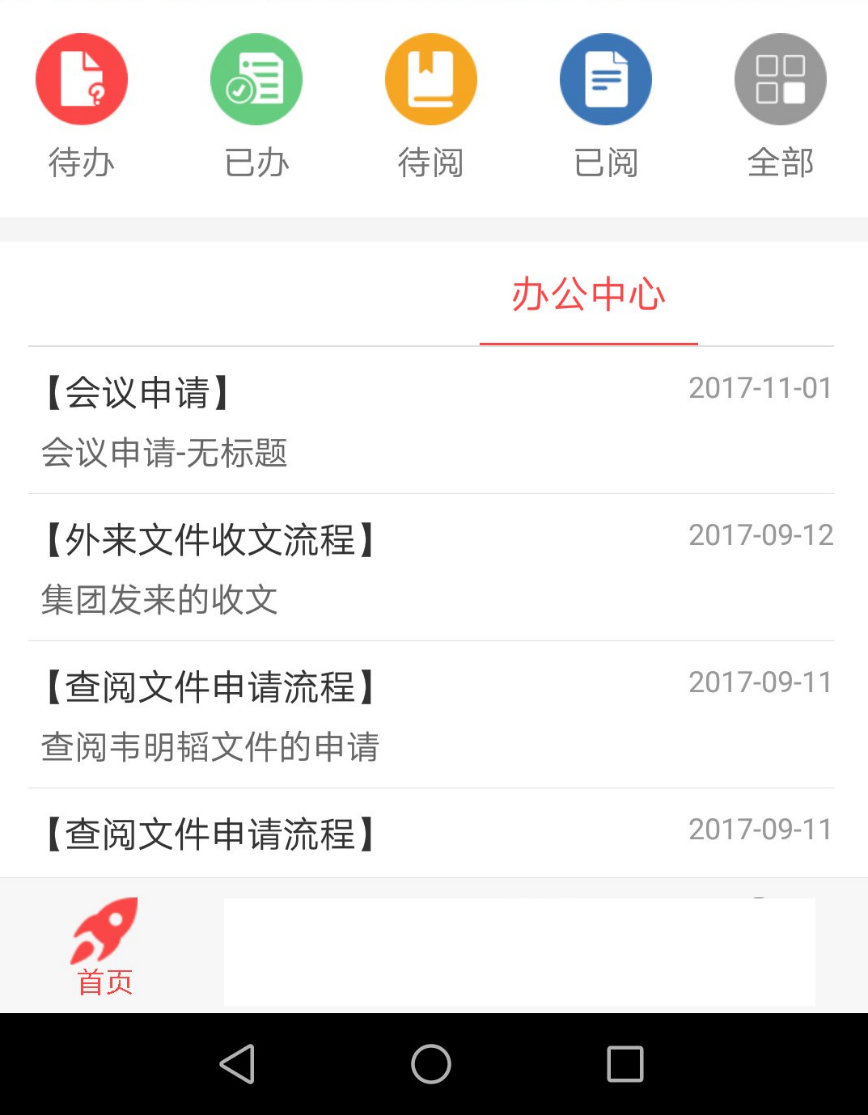 待办 已办 待阅 已阅 全部
办公中心
【会议申请】 2017-11-01
会议申请-无标题
【外来文件收文流程】 2017-09-12
集团发来的收文
【查阅文件申请流程】 2017-09-11
查阅韦明韬文件的申请
【查阅文件申请流程】 2017-09-11
首页